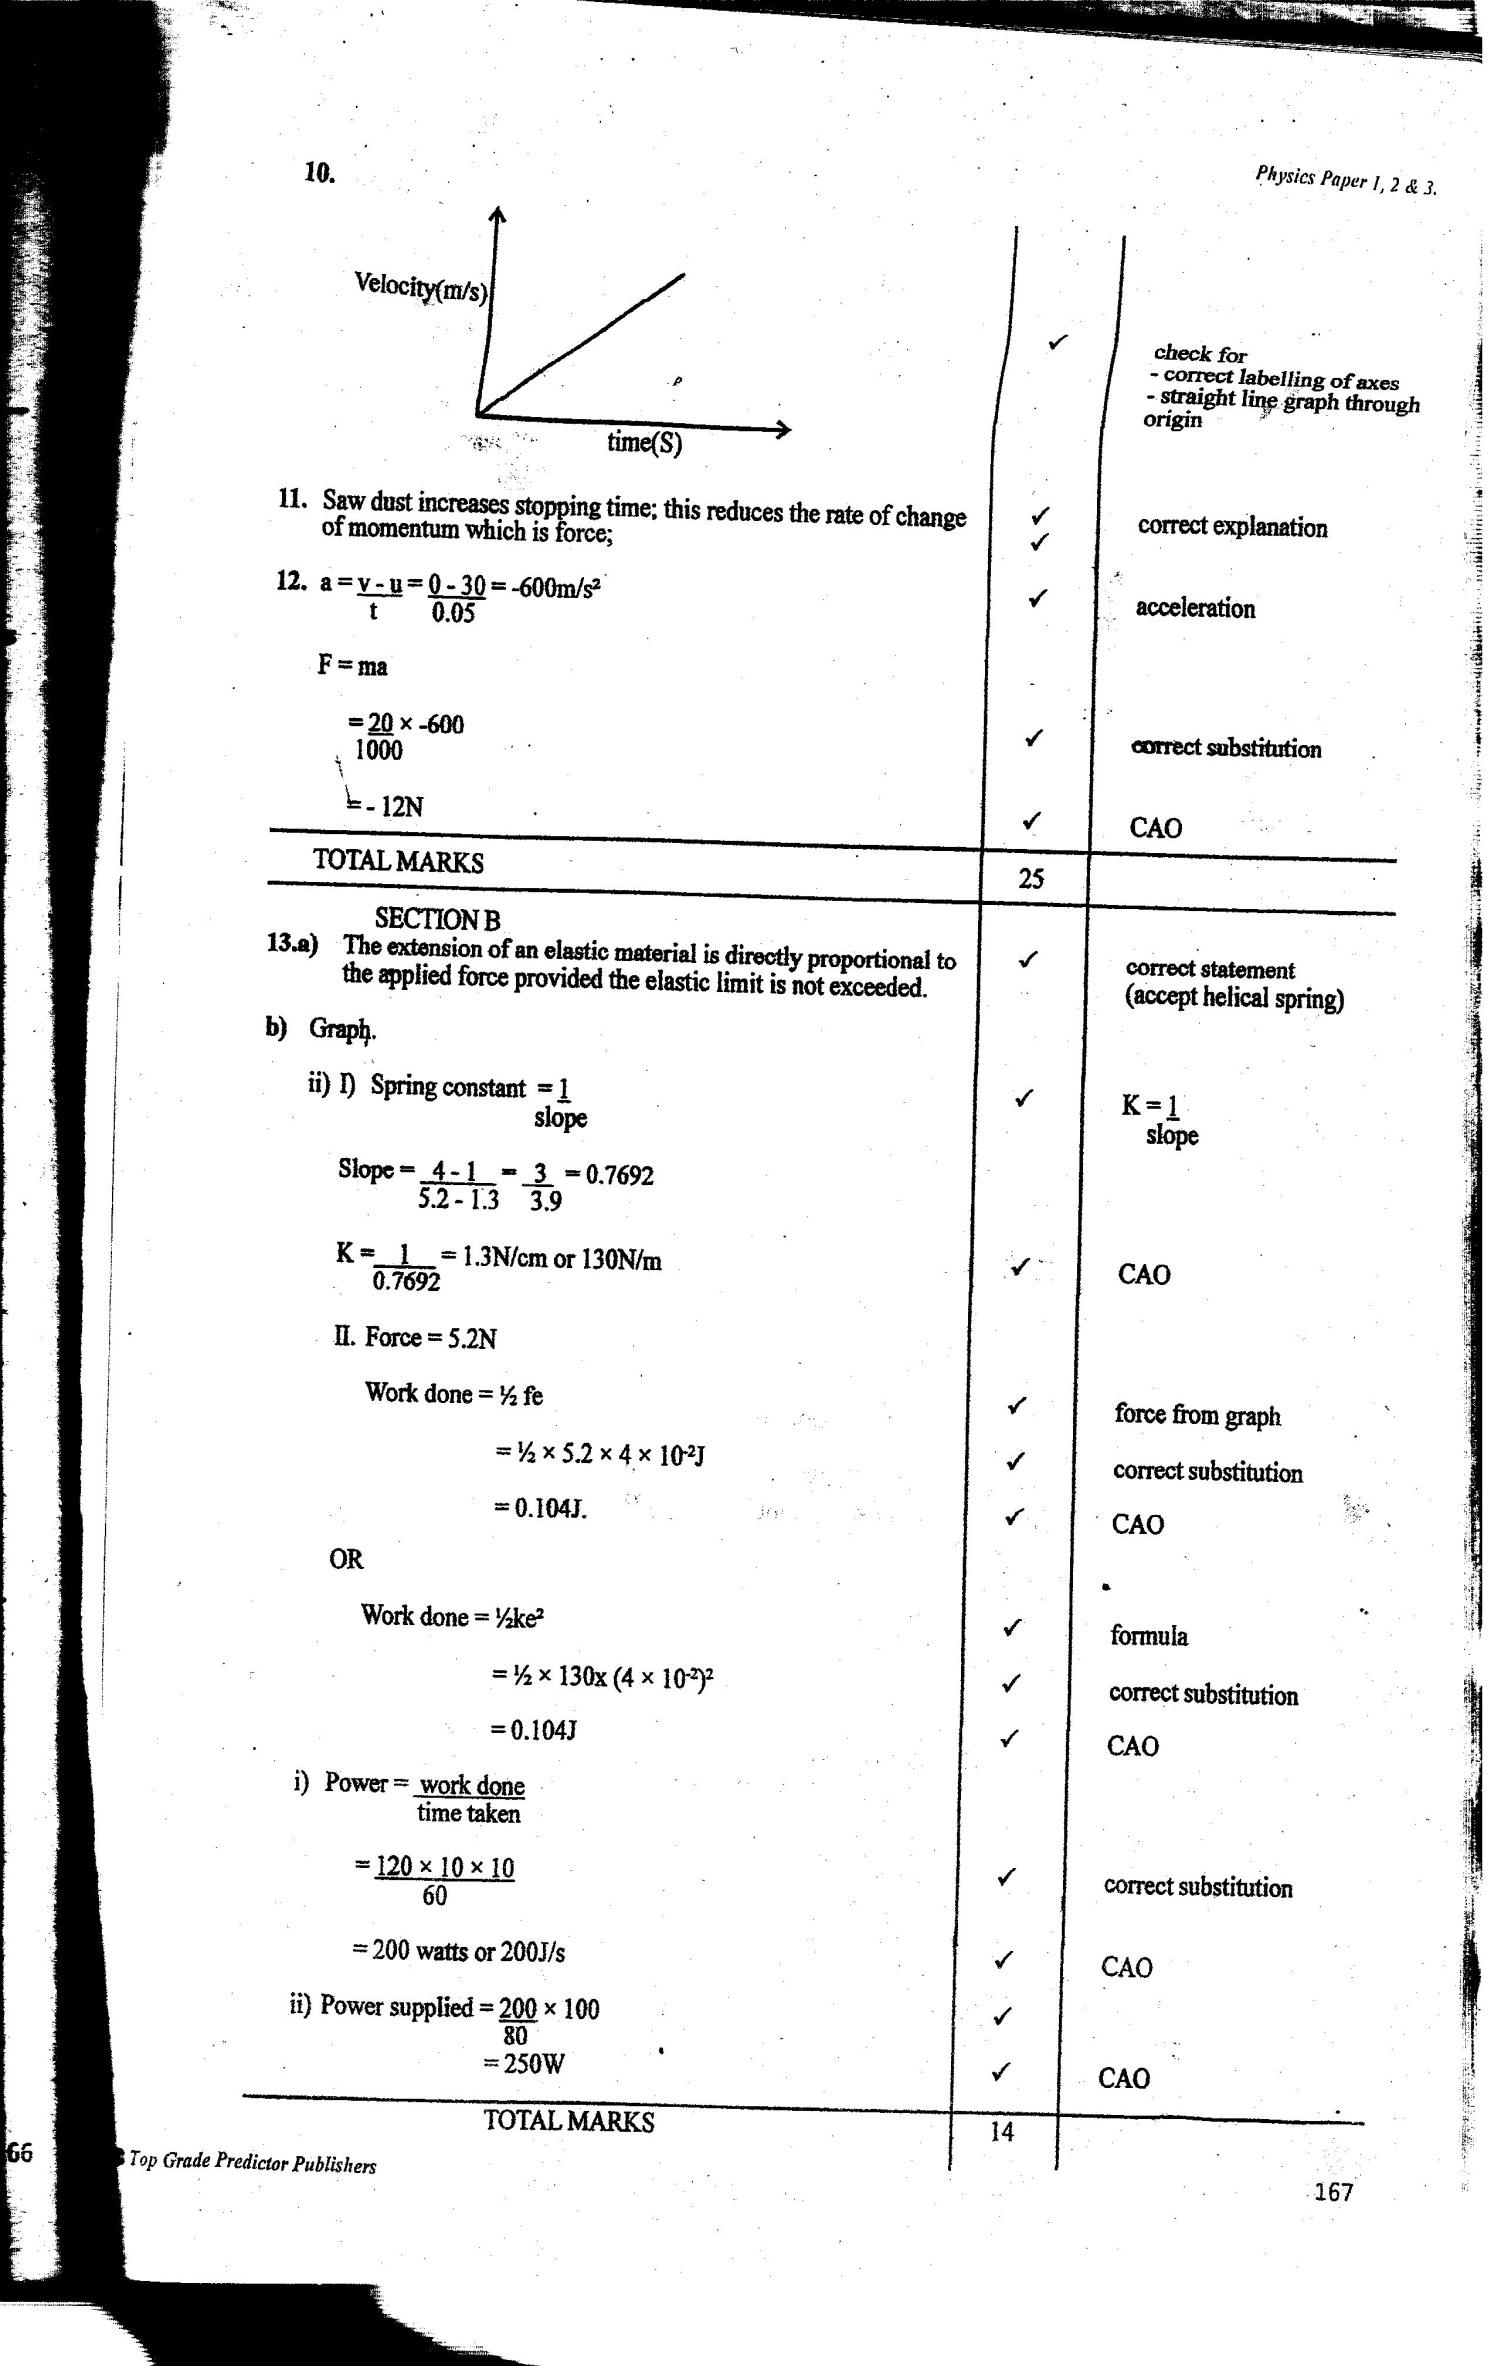 Physics Paper 1, 2 & 3.
10.
Velocity(m/s)
time(S)
✓
check for
- correct labelling of axes
- straight line graph through
origin
11. Saw dust increases stopping time; this reduces the rate of change ✓
of momentum which is force; ✓ correct explanation
12. a = v - u = 0 - 30 = -600m/s² ✓ acceleration
t 0.05
F = ma
= 20 × -600 ✓ correct substitution
1000
= - 12N ✓ CAO
TOTAL MARKS 25
SECTION B
13.a) The extension of an elastic material is directly proportional to ✓ correct statement
the applied force provided the elastic limit is not exceeded. (accept helical spring)
b) Graph.
ii) I) Spring constant = 1 ✓ K = 1
slope slope
Slope = 4 - 1 = 3 = 0.7692
5.2 - 1.3 3.9
K = 1 = 1.3N/cm or 130N/m ✓ CAO
0.7692
II. Force = 5.2N
Work done = ½ fe ✓ force from graph
= ½ × 5.2 × 4 × 10⁻²J ✓ correct substitution
= 0.104J. ✓ CAO
OR
Work done = ½ke² ✓ formula
= ½ × 130x (4 × 10⁻²)² ✓ correct substitution
= 0.104J ✓ CAO
i) Power = work done
time taken
= 120 × 10 × 10 ✓ correct substitution
60
= 200 watts or 200J/s ✓ CAO
ii) Power supplied = 200 × 100 ✓
80
= 250W ✓ CAO
TOTAL MARKS 14
66
Top Grade Predictor Publishers
167